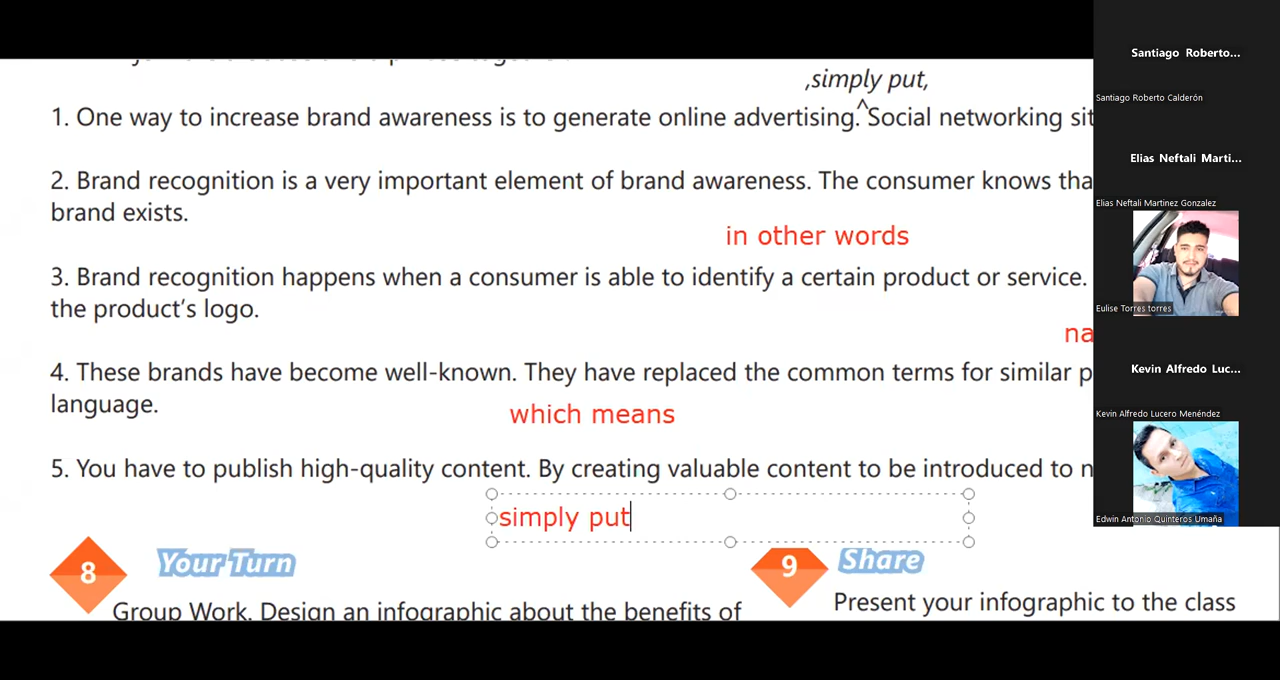 ,simply put,
1. One way to increase brand awareness is to generate online advertising.^Social networking sit
2. Brand recognition is a very important element of brand awareness. The consumer knows tha
brand exists.
in other words
3. Brand recognition happens when a consumer is able to identify a certain product or service.
the product's logo.
na
4. These brands have become well-known. They have replaced the common terms for similar p
language.
which means
5. You have to publish high-quality content. By creating valuable content to be introduced to n
simply put
8 Your Turn
Group Work. Design an infographic about the benefits of
9 Share
Present your infographic to the class
Santiago Roberto...
Santiago Roberto Calderón
Elias Neftali Marti...
Elias Neftali Martinez Gonzalez
Eulise Torres torres
Kevin Alfredo Luc...
Kevin Alfredo Lucero Menéndez
Edwin Antonio Quinteros Umaña